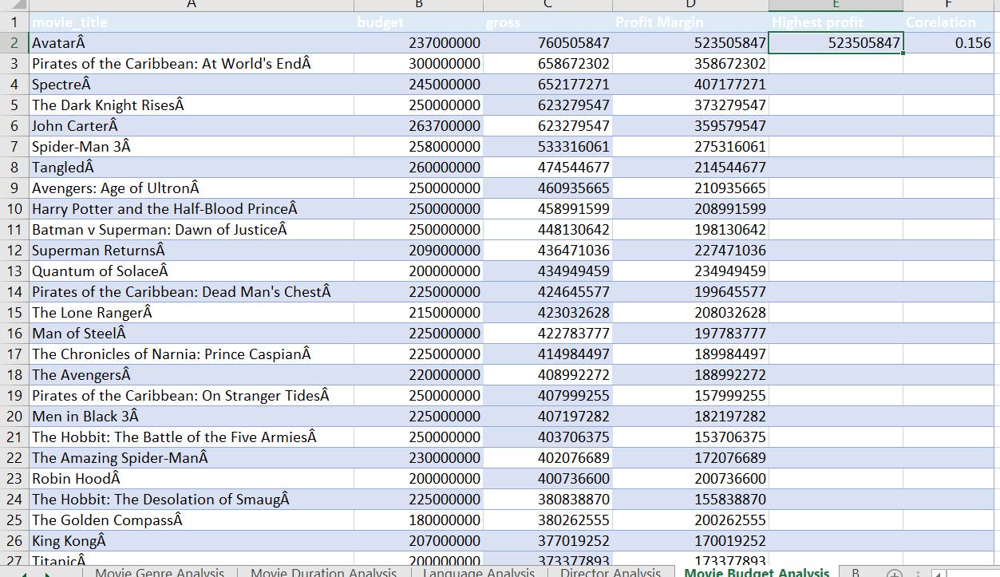 A B C D E F
1 movie_title budget gross Profit Margin Highest profit Corelation
2 AvatarÂ 237000000 760505847 523505847 523505847 0.156
3 Pirates of the Caribbean: At World's EndÂ 300000000 658672302 358672302
4 SpectreÂ 245000000 652177271 407177271
5 The Dark Knight RisesÂ 250000000 623279547 373279547
6 John CarterÂ 263700000 623279547 359579547
7 Spider-Man 3Â 258000000 533316061 275316061
8 TangledÂ 260000000 474544677 214544677
9 Avengers: Age of UltronÂ 250000000 460935665 210935665
10 Harry Potter and the Half-Blood PrinceÂ 250000000 458991599 208991599
11 Batman v Superman: Dawn of JusticeÂ 250000000 448130642 198130642
12 Superman ReturnsÂ 209000000 436471036 227471036
13 Quantum of SolaceÂ 200000000 434949459 234949459
14 Pirates of the Caribbean: Dead Man's ChestÂ 225000000 424645577 199645577
15 The Lone RangerÂ 215000000 423032628 208032628
16 Man of SteelÂ 225000000 422783777 197783777
17 The Chronicles of Narnia: Prince CaspianÂ 225000000 414984497 189984497
18 The AvengersÂ 220000000 408992272 188992272
19 Pirates of the Caribbean: On Stranger TidesÂ 250000000 407999255 157999255
20 Men in Black 3Â 225000000 407197282 182197282
21 The Hobbit: The Battle of the Five ArmiesÂ 250000000 403706375 153706375
22 The Amazing Spider-ManÂ 230000000 402076689 172076689
23 Robin HoodÂ 200000000 400736600 200736600
24 The Hobbit: The Desolation of SmaugÂ 225000000 380838870 155838870
25 The Golden CompassÂ 180000000 380262555 200262555
26 King KongÂ 207000000 377019252 170019252
27 TitanicÂ 200000000 373377893 173377893
Movie Genre Analysis Movie Duration Analysis Language Analysis Director Analysis Movie Budget Analysis B